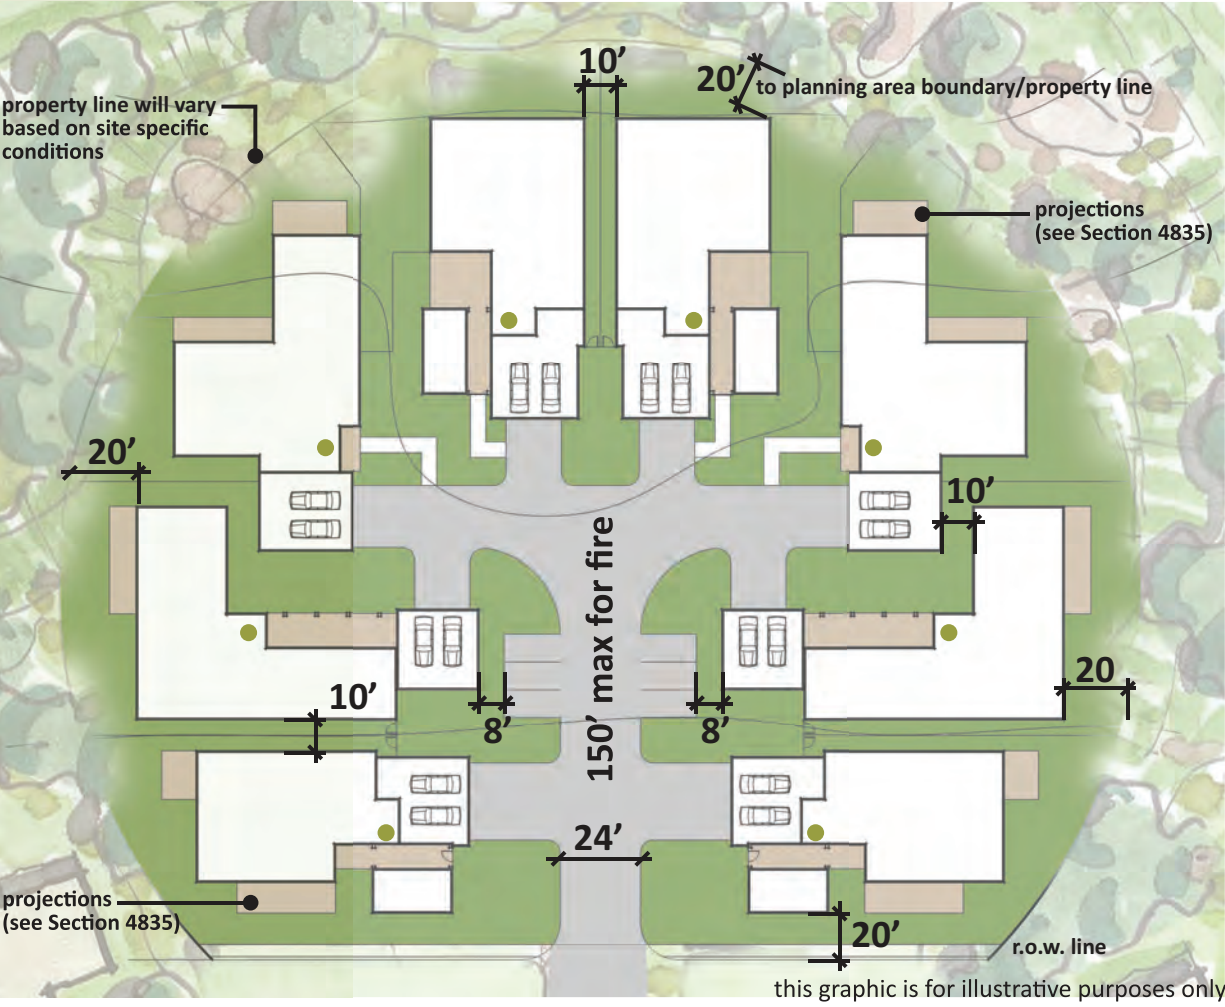 10’
20’
to planning area boundary/property line
property line will vary
based on site specific
conditions
projections
(see Section 4835)
20’
10’
150’ max for fire
10’
20
8’
8’
24’
projections
(see Section 4835)
20’
r.o.w. line
this graphic is for illustrative purposes only